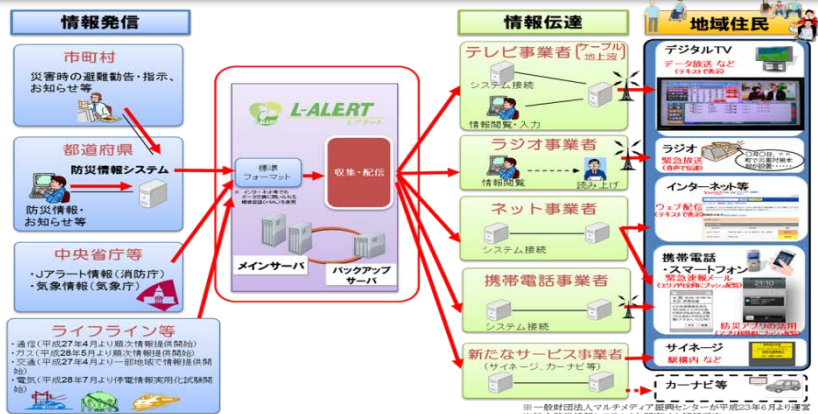 情報発信
市町村
災害時の避難勧告・指示、
お知らせ等
都道府県
防災情報システム
防災情報・
お知らせ等
中央省庁等
・Jアラート情報(消防庁)
・気象情報(気象庁)
ライフライン等
・通信(平成27年4月より順次情報提供開始)
・ガス(平成28年5月より順次情報提供開始)
・交通(平成27年4月より一部地域で情報提供開
始)
・電気(平成28年7月より停電情報実用化試験開
始)
L-ALERT
標準
フォーマット
収集・配信
メインサーバ
バックアップ
サーバ
情報伝達
テレビ事業者(ケーブル
地上波)
システム接続
情報閲覧・入力
ラジオ事業者
情報閲覧
読み上げ
ネット事業者
システム接続
携帯電話事業者
システム接続
新たなサービス事業者
(サイネージ、カーナビ等)
地域住民
デジタルTV
データ放送 など
(テキストで表示)
ラジオ
緊急放送
(音声で伝達)
インターネット等
ウェブ配信
(テキストで表示)
携帯電話
・スマートフォン
緊急速報メール
21:10
防災アプリの活用
サイネージ
駅構内 など
カーナビ等
※一般財団法人マルチメディア振興センターが平成23年6月より運営